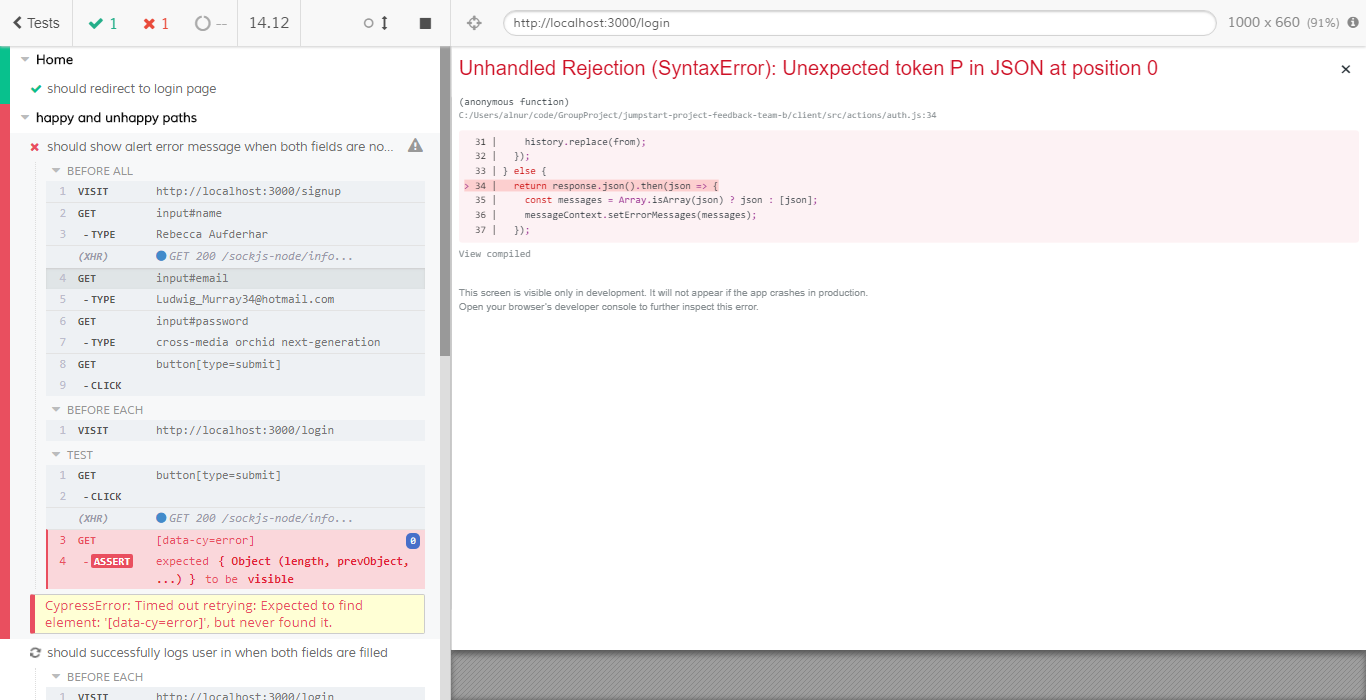 Tests 1 1 -- 14.12
http://localhost:3000/login 1000 x 660 (91%)
Home
should redirect to login page
happy and unhappy paths
should show alert error message when both fields are no...
BEFORE ALL
1 VISIT http://localhost:3000/signup
2 GET input#name
3 - TYPE Rebecca Aufderhar
(XHR) GET 200 /sockjs-node/info...
4 GET input#email
5 - TYPE Ludwig_Murray34@hotmail.com
6 GET input#password
7 - TYPE cross-media orchid next-generation
8 GET button[type=submit]
9 - CLICK
BEFORE EACH
1 VISIT http://localhost:3000/login
TEST
1 GET button[type=submit]
2 - CLICK
(XHR) GET 200 /sockjs-node/info...
3 GET [data-cy=error] 0
4 - ASSERT expected { Object (length, prevObject,
...) } to be visible
CypressError: Timed out retrying: Expected to find
element: '[data-cy=error]', but never found it.
should successfully logs user in when both fields are filled
BEFORE EACH
1 VISIT http://localhost:3000/login
Unhandled Rejection (SyntaxError): Unexpected token P in JSON at position 0
(anonymous function)
C:/Users/alnur/code/GroupProject/jumpstart-project-feedback-team-b/client/src/actions/auth.js:34
31 | history.replace(from);
32 | });
33 | } else {
> 34 | return response.json().then(json => {
35 | const messages = Array.isArray(json) ? json : [json];
36 | messageContext.setErrorMessages(messages);
37 | });
View compiled
This screen is visible only in development. It will not appear if the app crashes in production.
Open your browser's developer console to further inspect this error.